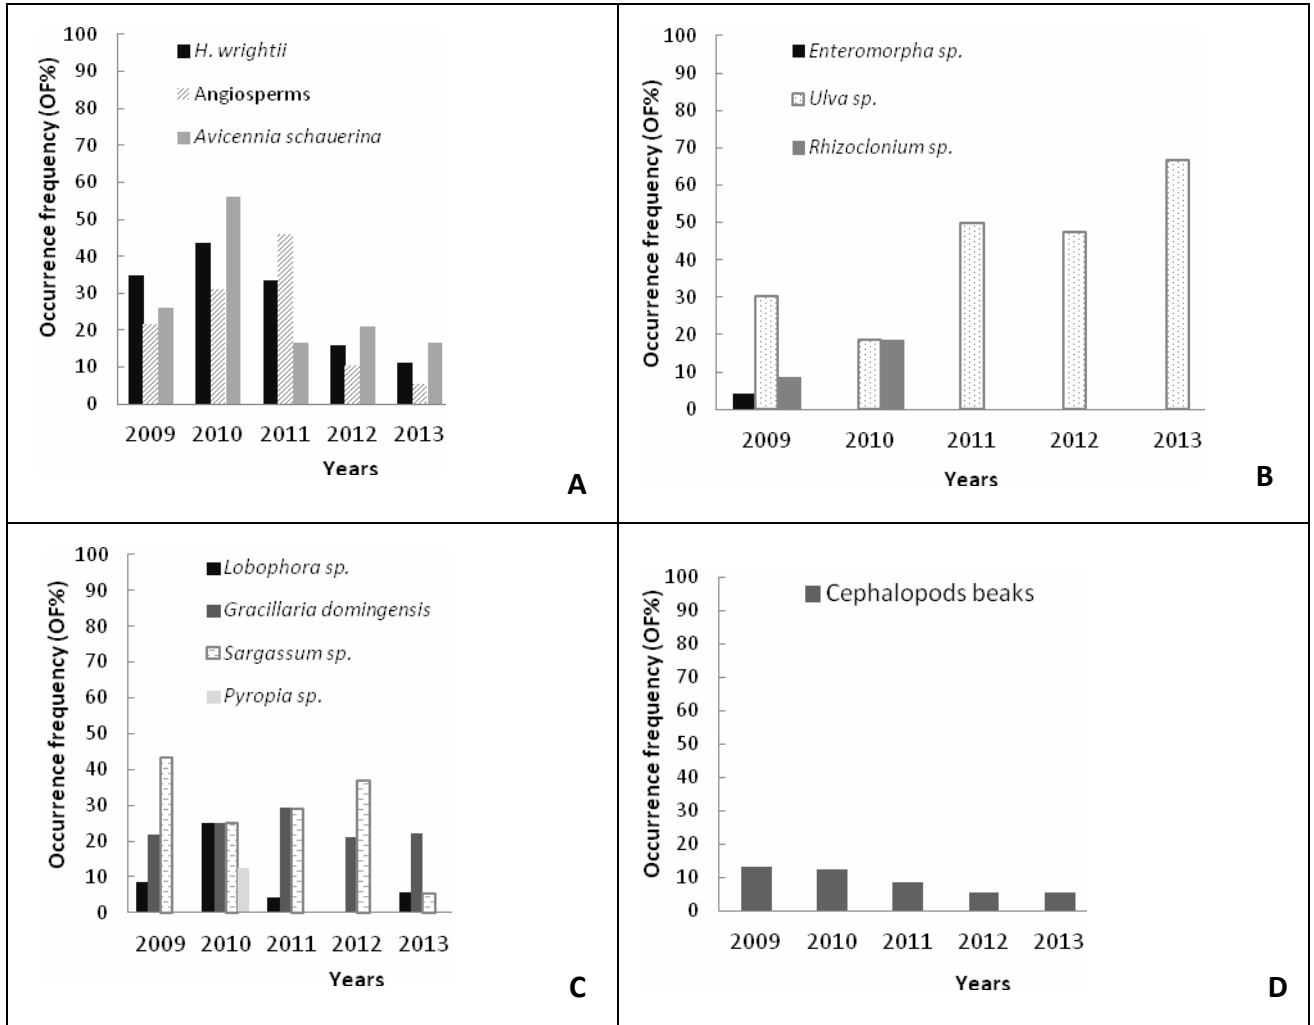 100
90
80
70
60
50
40
30
20
10
0
Occurrence frequency (OF%)
H. wrightii
Angiosperms
Avicennia schauerina
2009 2010 2011 2012 2013
Years
A
100
90
80
70
60
50
40
30
20
10
0
Occurrence frequency (OF%)
Enteromorpha sp.
Ulva sp.
Rhizoclonium sp.
2009 2010 2011 2012 2013
Years
B
100
90
80
70
60
50
40
30
20
10
0
Occurrence frequency (OF%)
Lobophora sp.
Gracillaria domingensis
Sargassum sp.
Pyropia sp.
2009 2010 2011 2012 2013
Years
C
100
90
80
70
60
50
40
30
20
10
0
Occurrence frequency (OF%)
Cephalopods beaks
2009 2010 2011 2012 2013
Years
D